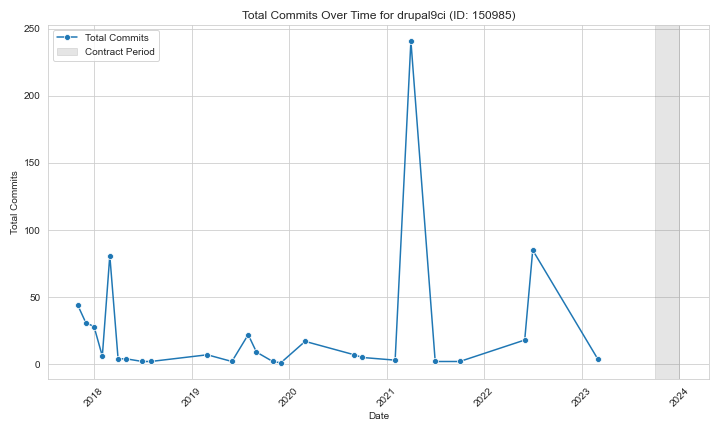 Total Commits Over Time for drupal9ci (ID: 150985)
Total Commits
Contract Period
250
200
150
100
50
0
Total Commits
2018
2019
2020
2021
2022
2023
2024
Date